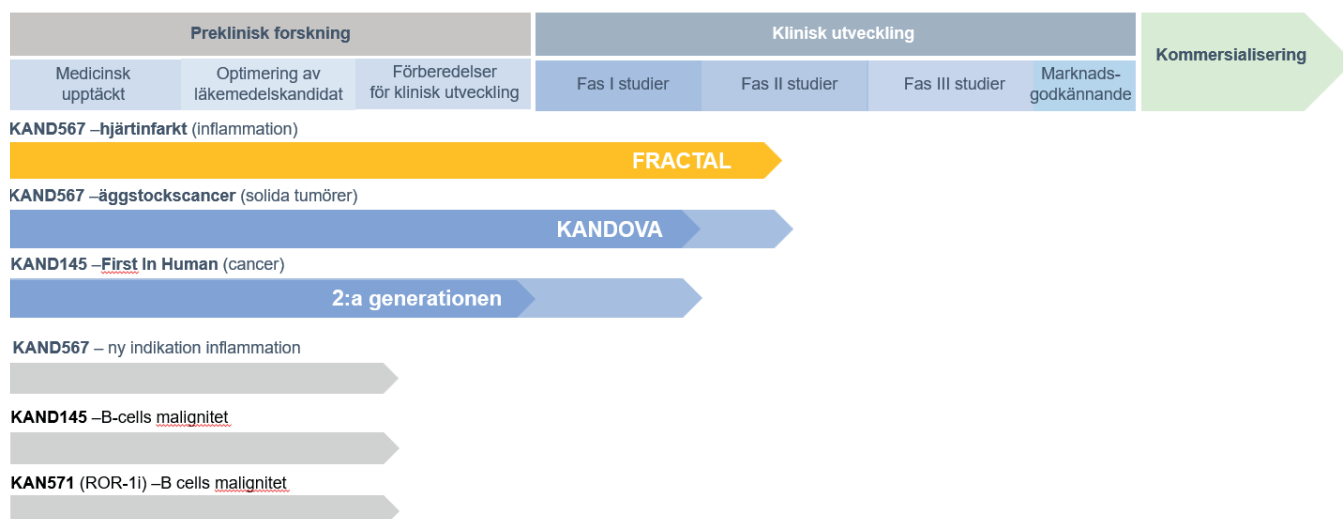 Preklinisk forskning
Klinisk utveckling
Kommersialisering
Medicinsk
upptäckt
Optimering av
läkemedelskandidat
Förberedelser
för klinisk utveckling
Fas I studier
Fas II studier
Fas III studier
Marknads-
godkännande
KAND567 –hjärtinfarkt (inflammation)
FRACTAL
KAND567 –äggstockscancer (solida tumörer)
KANDOVA
KAND145 –First In Human (cancer)
2:a generationen
KAND567 – ny indikation inflammation
KAND145 –B-cells malignitet
KAN571 (ROR-1i) –B cells malignitet